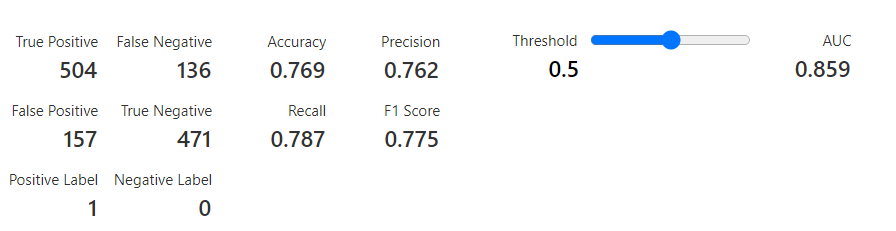 True Positive False Negative Accuracy Precision Threshold AUC
504 136 0.769 0.762 0.5 0.859
False Positive True Negative Recall F1 Score
157 471 0.787 0.775
Positive Label Negative Label
1 0